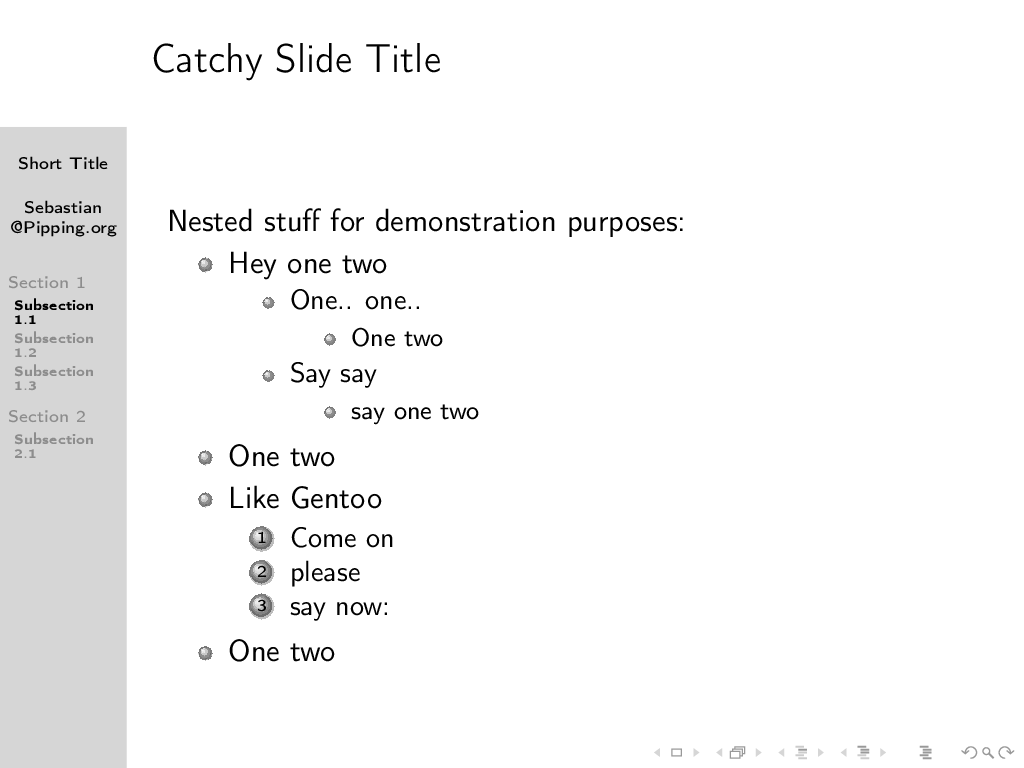 Catchy Slide Title
Short Title
Sebastian
@Pipping.org
Section 1
Subsection
1.1
Subsection
1.2
Subsection
1.3
Section 2
Subsection
2.1
Nested stuff for demonstration purposes:
Hey one two
One.. one..
One two
Say say
say one two
One two
Like Gentoo
1 Come on
2 please
3 say now:
One two